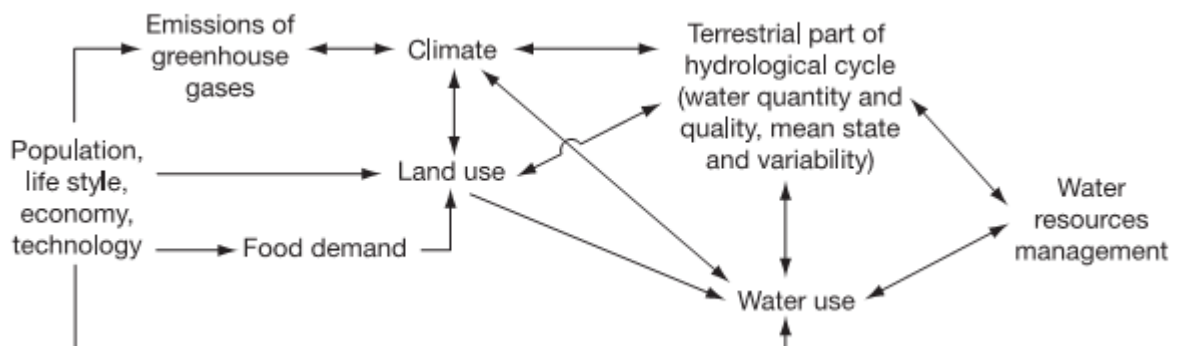 Emissions of
greenhouse
gases
Climate
Terrestrial part of
hydrological cycle
(water quantity and
quality, mean state
and variability)
Population,
life style,
economy,
technology
Land use
Food demand
Water
resources
management
Water use